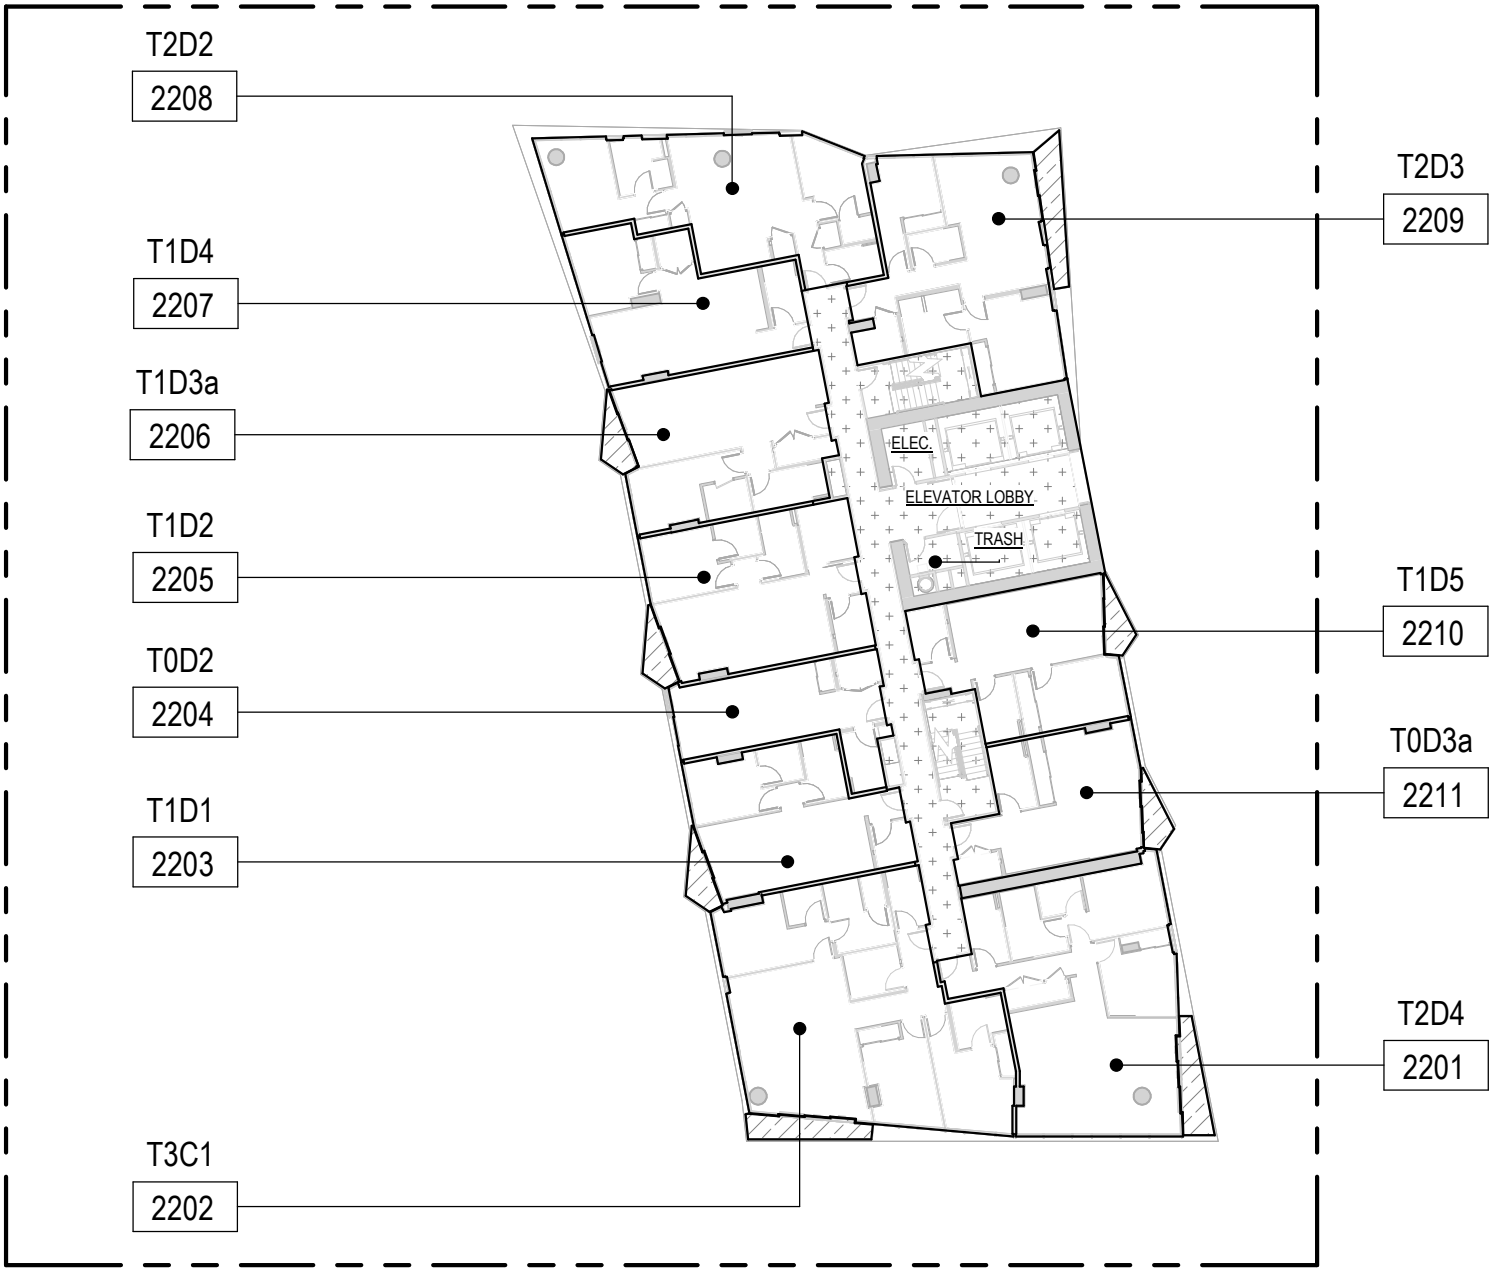 T2D2
2208
T1D4
2207
T1D3a
2206
T1D2
2205
T0D2
2204
T1D1
2203
T3C1
2202
ELEC.
ELEVATOR LOBBY
TRASH
T2D3
2209
T1D5
2210
T0D3a
2211
T2D4
2201